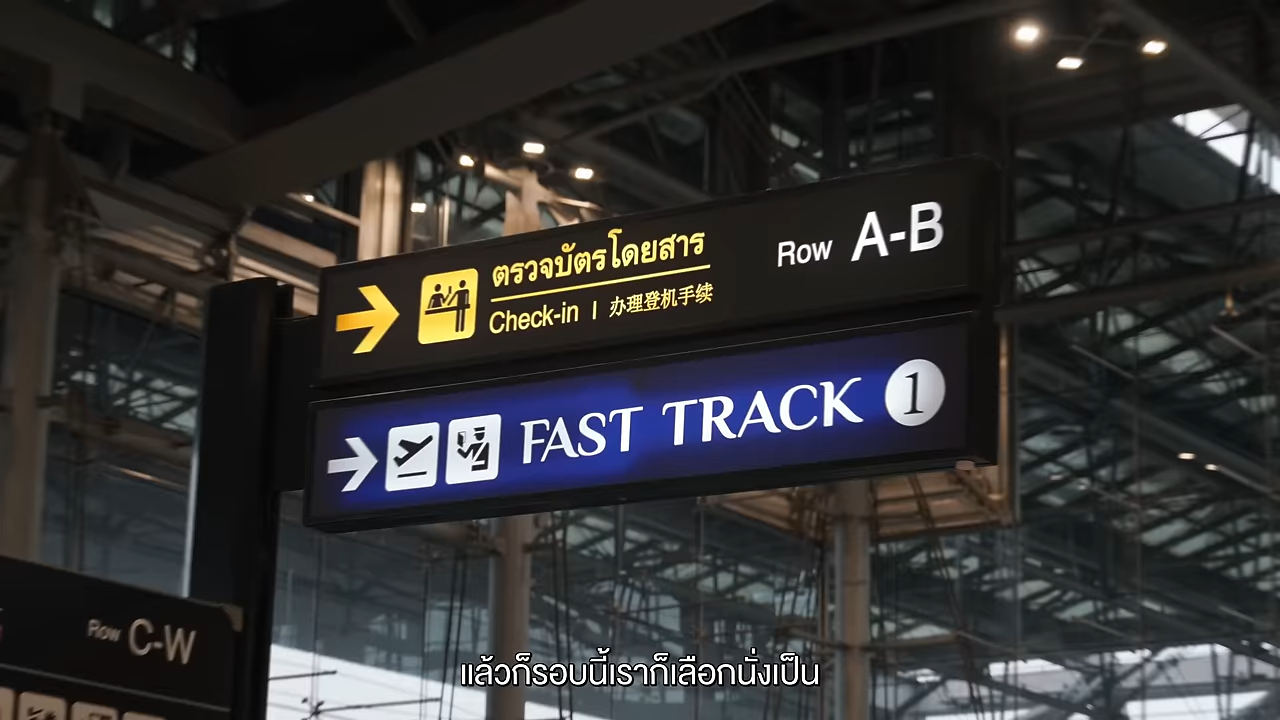 ตรวจบัตรโดยสาร
Check-in | 办理登机手续
Row A-B
FAST TRACK 1
Row C-W
แล้วก็รอบนี้เราก็เลือกนั่งเป็น